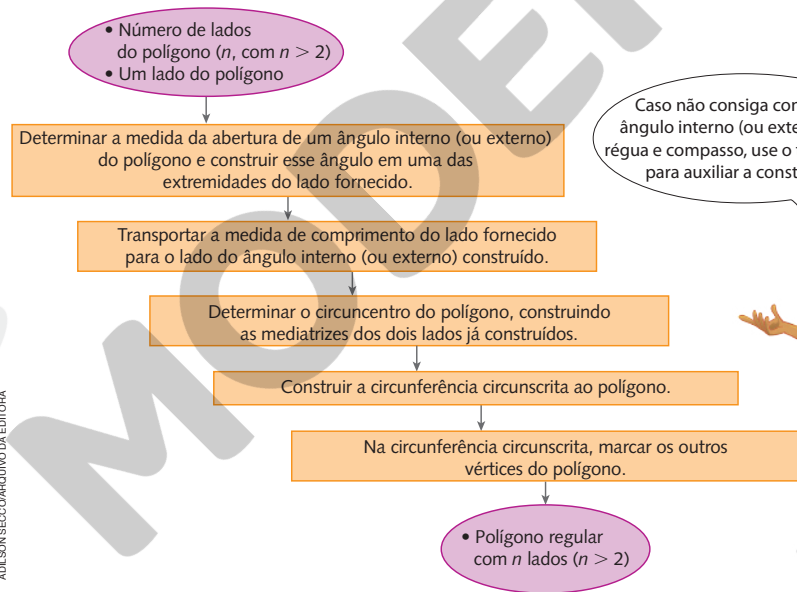 • Número de lados
do polígono (n, com n > 2)
• Um lado do polígono
Caso não consiga
ângulo interno (ou
régua e compasso, use o
para auxiliar a
Determinar a medida da abertura de um ângulo interno (ou externo)
do polígono e construir esse ângulo em uma das
extremidades do lado fornecido.
Transportar a medida de comprimento do lado fornecido
para o lado do ângulo interno (ou externo) construído.
Determinar o circuncentro do polígono, construindo
as mediatrizes dos dois lados já construídos.
Construir a circunferência circunscrita ao polígono.
Na circunferência circunscrita, marcar os outros
vértices do polígono.
• Polígono regular
com n lados (n > 2)
ADILSON SECCO/ARQUIVO DA EDITORA
MODER